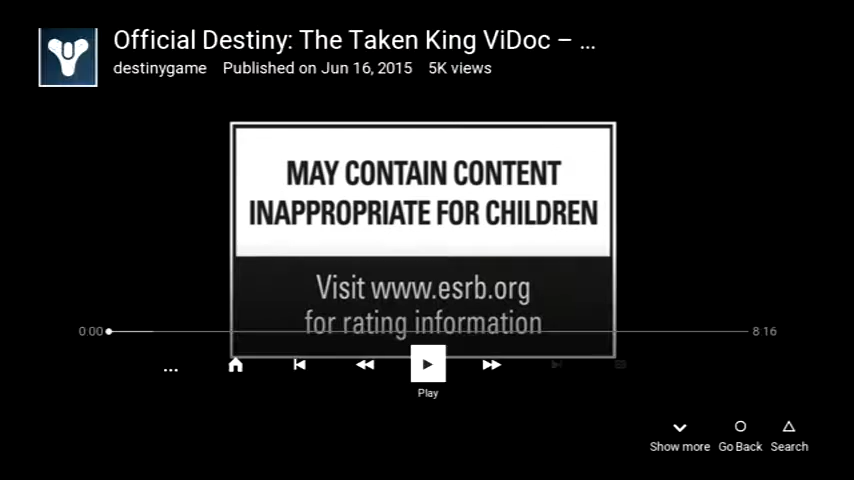 Official Destiny: The Taken King ViDoc – ...
destinygame Published on Jun 16, 2015 5K views
MAY CONTAIN CONTENT
INAPPROPRIATE FOR CHILDREN
Visit www.esrb.org
for rating information
0:00 8:16
Play
Show more Go Back Search